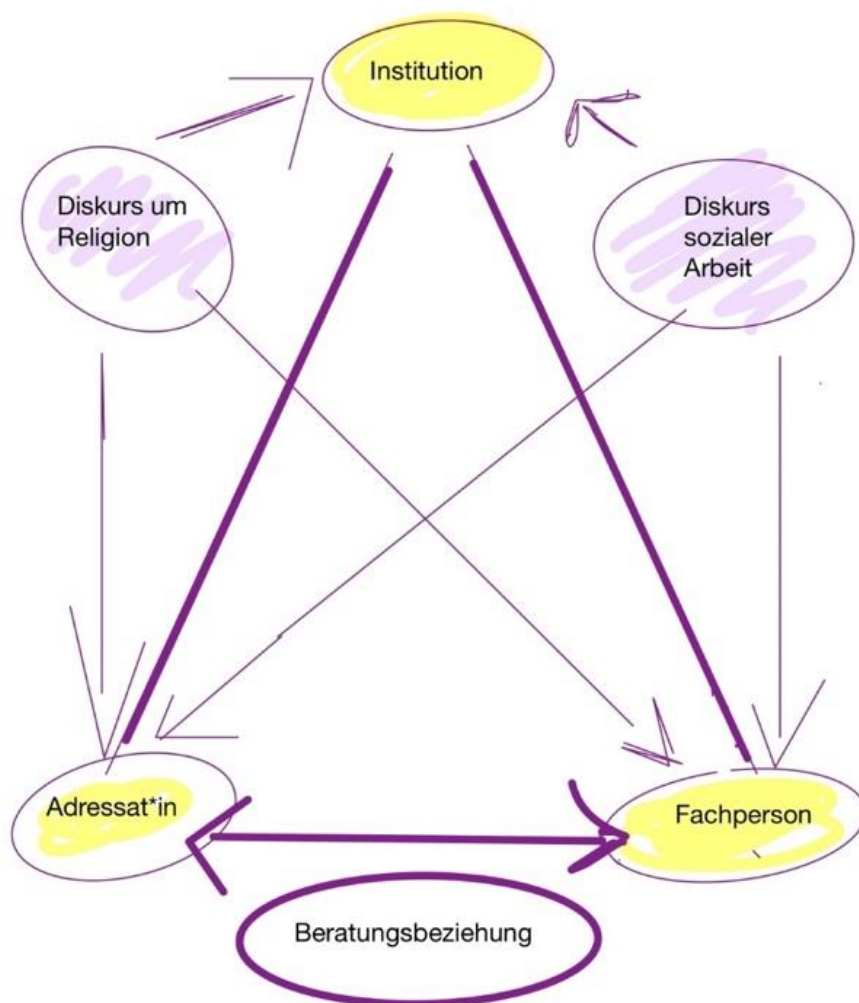 Institution
Diskurs um
Religion
Diskurs
sozialer
Arbeit
Adressat*in
Fachperson
Beratungsbeziehung